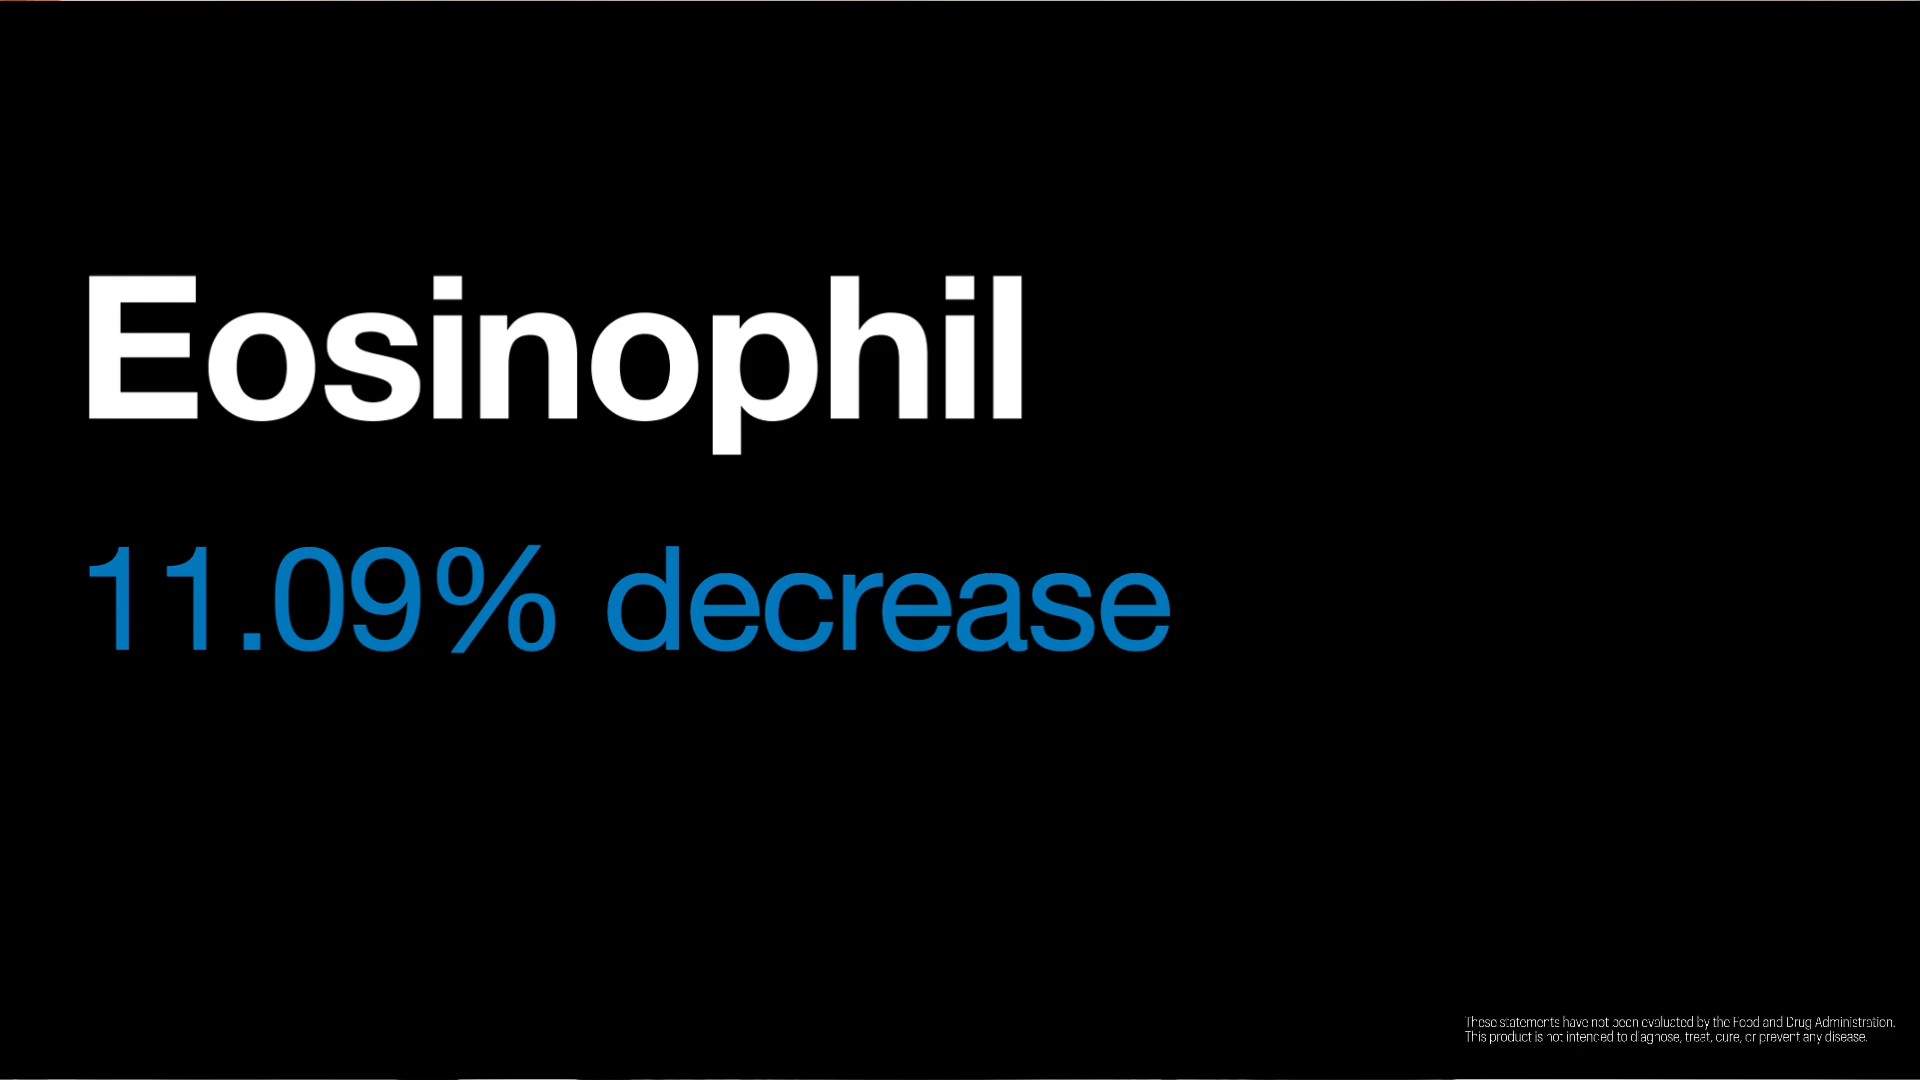 Eosinophil
11.09% decrease
These statements have not been evaluated by the Food and Drug Administration.
This product is not intended to diagnose, treat, cure, or prevent any disease.